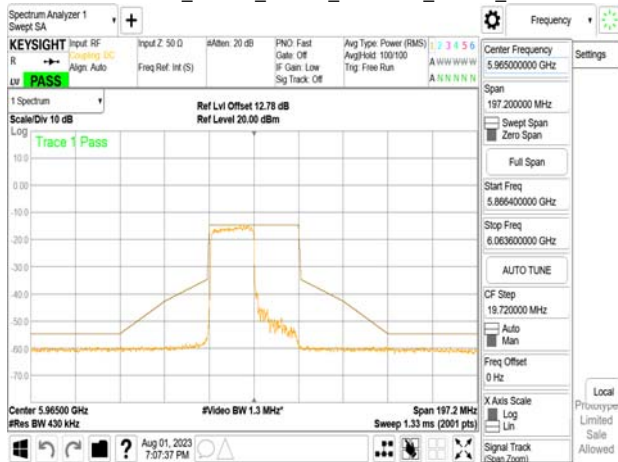 Spectrum Analyzer 1
Swept SA
+
Frequency
KEYSIGHT
R
LV
PASS
Input: RF
Coupling: DC
Align: Auto
Input Z: 50 Ω
Freq Ref: Int (S)
#Atten: 20 dB
PNO: Fast
Gate: Off
IF Gain: Low
Sig Track: Off
Avg Type: Power (RMS)
Avg|Hold: 100/100
Trig: Free Run
1 2 3 4 5 6
A W W W W W
A N N N N N
1 Spectrum
Scale/Div 10 dB
Ref Lvl Offset 12.78 dB
Ref Level 20.00 dBm
Log
Trace 1 Pass
10.0
0.00
-10.0
-20.0
-30.0
-40.0
-50.0
-60.0
-70.0
Center 5.96500 GHz
#Res BW 430 kHz
#Video BW 1.3 MHz*
Span 197.2 MHz
Sweep 1.33 ms (2001 pts)
?
Aug 01, 2023
7:07:37 PM
Center Frequency
5.965000000 GHz
Span
197.200000 MHz
Swept Span
Zero Span
Full Span
Start Freq
5.866400000 GHz
Stop Freq
6.063600000 GHz
AUTO TUNE
CF Step
19.720000 MHz
Auto
Man
Freq Offset
0 Hz
X Axis Scale
Log
Lin
Signal Track
(Span Zoom)
Settings
Local
Prototype
Limited
Sale
Allowed